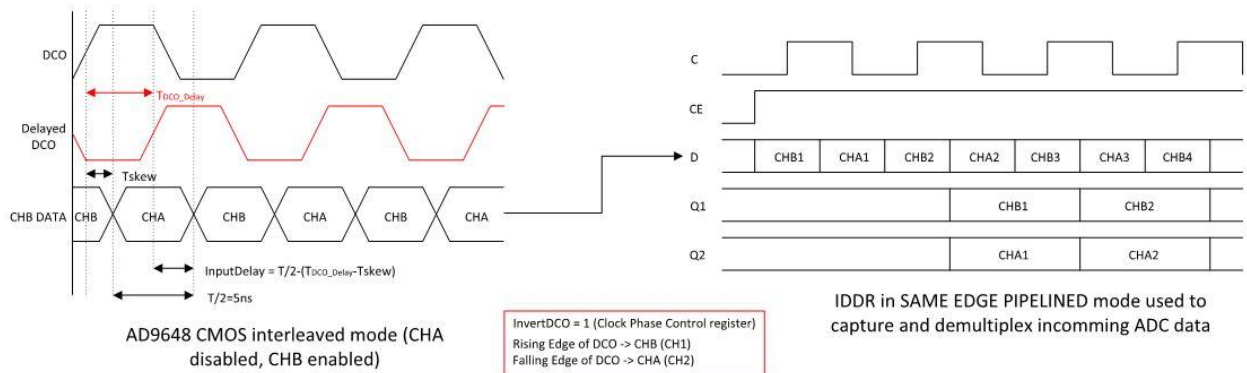 DCO
TDCO_Delay
Delayed
DCO
Tskew
CHB DATA
CHB
CHA
CHB
CHA
CHB
CHA
InputDelay = T/2-(TDCO_Delay-Tskew)
T/2=5ns
AD9648 CMOS interleaved mode (CHA
disabled, CHB enabled)
InvertDCO = 1 (Clock Phase Control register)
Rising Edge of DCO -> CHB (CH1)
Falling Edge of DCO -> CHA (CH2)
C
CE
D
CHB1
CHA1
CHB2
CHA2
CHB3
CHA3
CHB4
Q1
CHB1
CHB2
Q2
CHA1
CHA2
IDDR in SAME EDGE PIPELINED mode used to
capture and demultiplex incomming ADC data